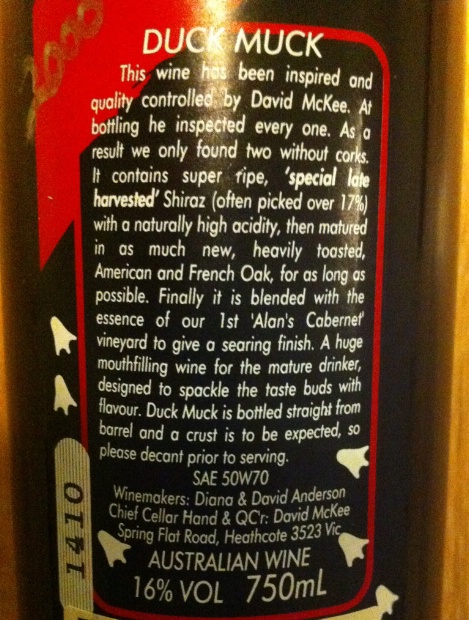 2000
DUCK MUCK
This wine has been inspired and
quality controlled by David McKee. At
bottling he inspected every one. As a
result we only found two without corks.
It contains super ripe, 'special late
harvested' Shiraz (often picked over 17%)
with a naturally high acidity, then matured
in as much new, heavily toasted,
American and French Oak, for as long as
possible. Finally it is blended with the
essence of our 1st 'Alan's Cabernet'
vineyard to give a searing finish. A huge
mouthfilling wine for the mature drinker,
designed to spackle the taste buds with
flavour. Duck Muck is bottled straight from
barrel and a crust is to be expected, so
please decant prior to serving.
SAE 50W70
Winemakers: Diana & David Anderson
Chief Cellar Hand & QC'r: David McKee
Spring Flat Road, Heathcote 3523 Vic
AUSTRALIAN WINE
16% VOL 750mL
1410